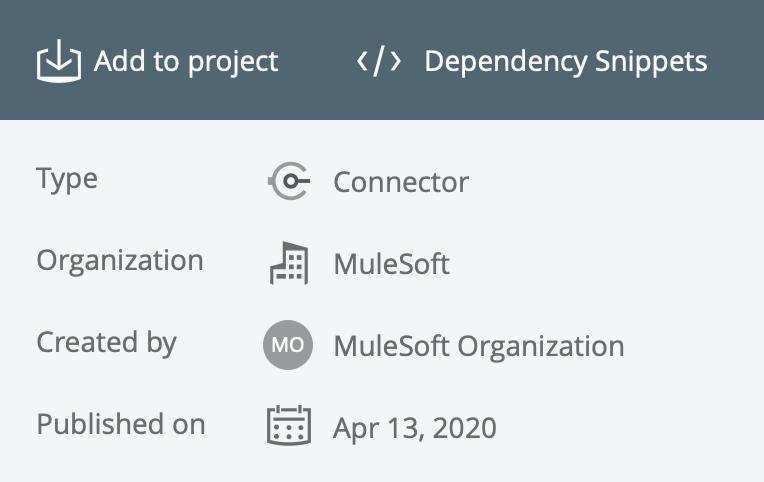 Add to project
</> Dependency Snippets
Type
Connector
Organization
MuleSoft
Created by
MO
MuleSoft Organization
Published on
Apr 13, 2020